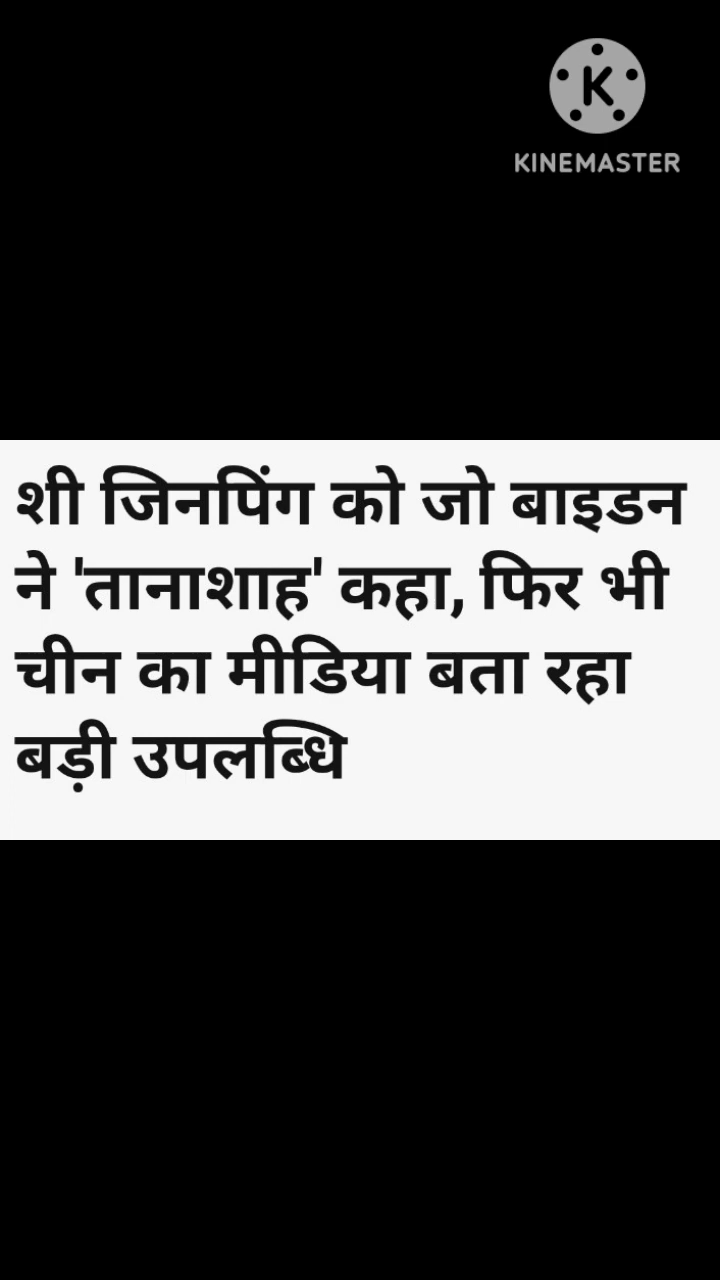 K
KINEMASTER
शी जिनपिंग को जो बाइडन
ने 'तानाशाह' कहा, फिर भी
चीन का मीडिया बता रहा
बड़ी उपलब्धि